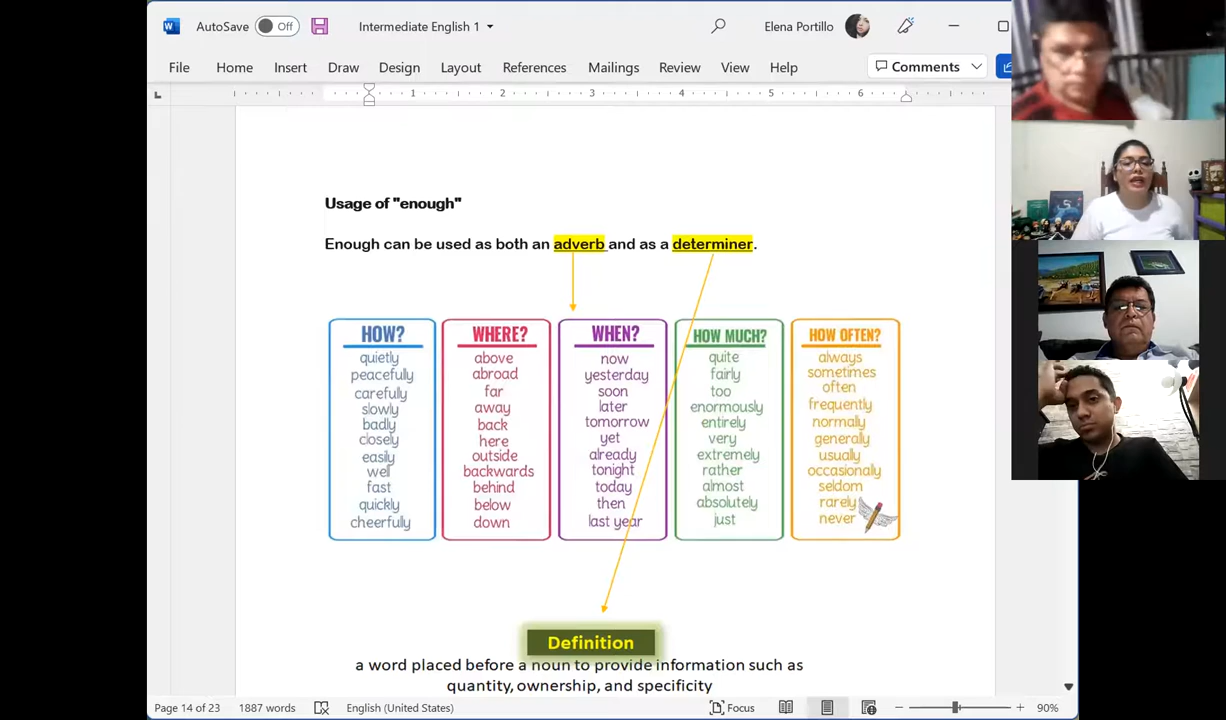 AutoSave Off Intermediate English 1 Elena Portillo
File Home Insert Draw Design Layout References Mailings Review View Help Comments
1 2 3 4 5 6
Usage of "enough"
Enough can be used as both an adverb and as a determiner.
HOW?
quietly
peacefully
carefully
slowly
badly
closely
easily
well
fast
quickly
cheerfully
WHERE?
above
abroad
far
away
back
here
outside
backwards
behind
below
down
WHEN?
now
yesterday
soon
later
tomorrow
yet
already
tonight
today
then
last year
HOW MUCH?
quite
fairly
too
enormously
entirely
very
extremely
rather
almost
absolutely
just
HOW OFTEN?
always
sometimes
often
frequently
normally
generally
usually
occasionally
seldom
rarely
never
Definition
a word placed before a noun to provide information such as
quantity, ownership, and specificity
Page 14 of 23 1887 words English (United States) Focus 90%